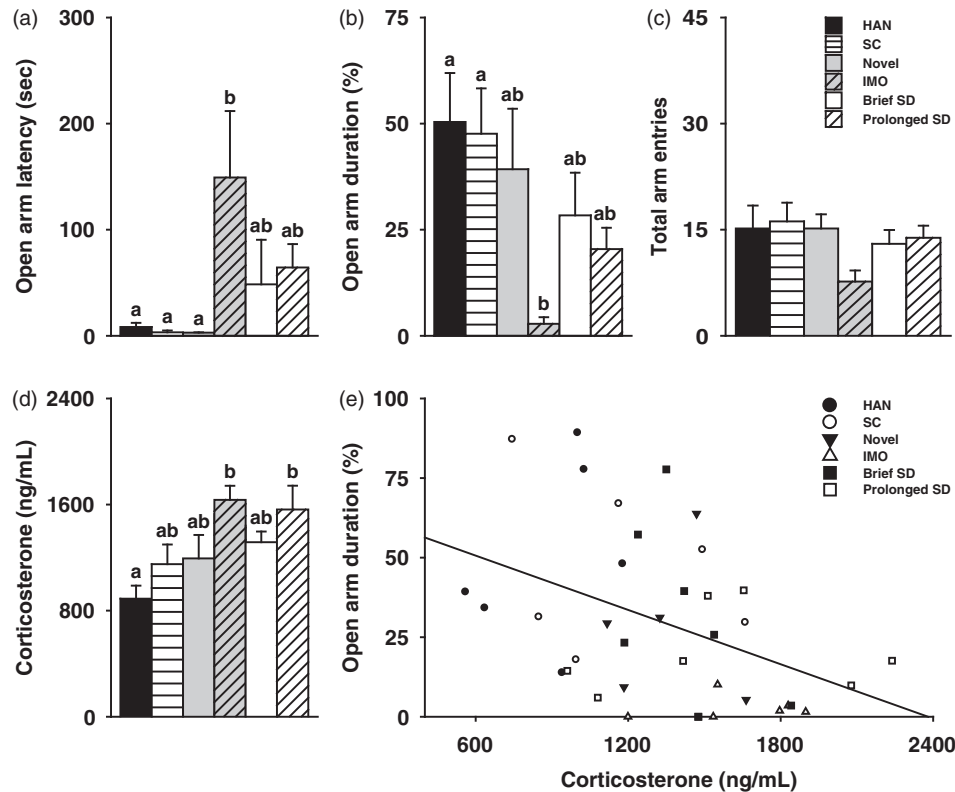 (a)
300
200
100
0
Open arm latency (sec)
a
a
a
b
ab
ab
(b)
75
50
25
0
Open arm duration (%)
a
a
ab
b
ab
ab
(c)
45
30
15
0
Total arm entries
HAN
SC
Novel
IMO
Brief SD
Prolonged SD
(d)
2400
1600
800
0
Corticosterone (ng/mL)
a
ab
ab
b
ab
b
(e)
100
75
50
25
0
Open arm duration (%)
HAN
SC
Novel
IMO
Brief SD
Prolonged SD
600 1200 1800 2400
Corticosterone (ng/mL)